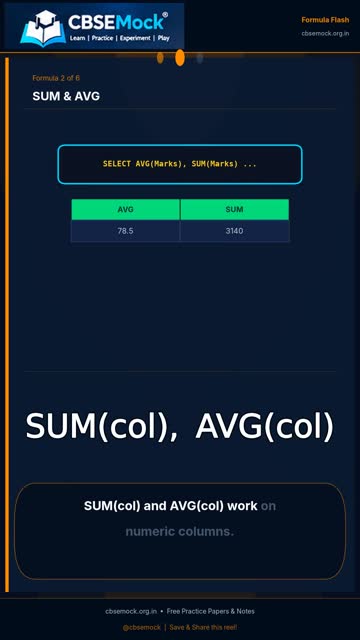 CBSEMock®
Learn | Practice | Experiment | Play
Formula Flash
cbsemock.org.in
Formula 2 of 6
SUM & AVG
SELECT AVG(Marks), SUM(Marks) ...
AVG SUM
78.5 3140
SUM(col), AVG(col)
SUM(col) and AVG(col) work on
numeric columns.
cbsemock.org.in • Free Practice Papers & Notes
@cbsemock | Save & Share this reel!